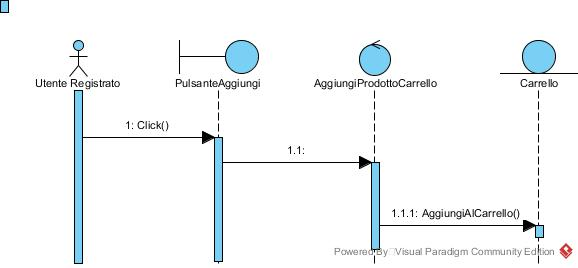 Utente Registrato
PulsanteAggiungi
AggiungiProdottoCarrello
Carrello
1: Click()
1.1:
1.1.1: AggiungiAlCarrello()
Powered By Visual Paradigm Community Edition